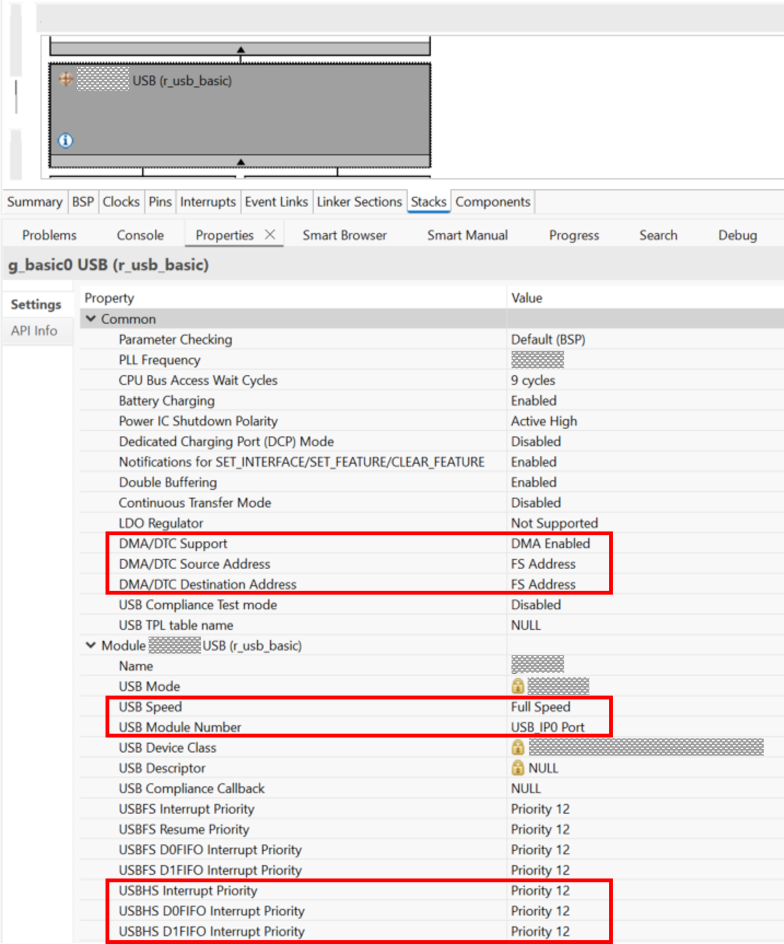 USB (r_usb_basic)
Summary BSP Clocks Pins Interrupts Event Links Linker Sections Stacks Components
Problems Console Properties Smart Browser Smart Manual Progress Search Debug
g_basic0 USB (r_usb_basic)
Settings
API Info
Property Value
Common
Parameter Checking Default (BSP)
PLL Frequency
CPU Bus Access Wait Cycles 9 cycles
Battery Charging Enabled
Power IC Shutdown Polarity Active High
Dedicated Charging Port (DCP) Mode Disabled
Notifications for SET_INTERFACE/SET_FEATURE/CLEAR_FEATURE Enabled
Double Buffering Enabled
Continuous Transfer Mode Disabled
LDO Regulator Not Supported
DMA/DTC Support DMA Enabled
DMA/DTC Source Address FS Address
DMA/DTC Destination Address FS Address
USB Compliance Test mode Disabled
USB TPL table name NULL
Module USB (r_usb_basic)
Name
USB Mode
USB Speed Full Speed
USB Module Number USB_IP0 Port
USB Device Class
USB Descriptor NULL
USB Compliance Callback NULL
USBFS Interrupt Priority Priority 12
USBFS Resume Priority Priority 12
USBFS D0FIFO Interrupt Priority Priority 12
USBFS D1FIFO Interrupt Priority Priority 12
USBHS Interrupt Priority Priority 12
USBHS D0FIFO Interrupt Priority Priority 12
USBHS D1FIFO Interrupt Priority Priority 12